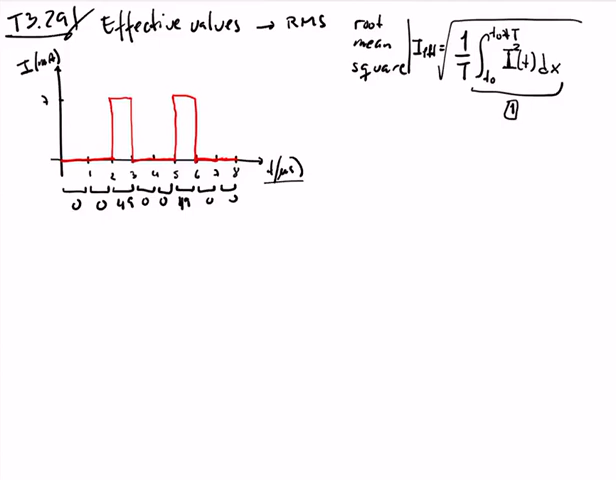 T3.2a) Effective values → RMS
root
mean
square
I_eff = √(1/T ∫_{t0}^{t0+T} I²(t) dx
1
I(mA)
7
1 2 3 4 5 6 7 8 t(μs)
0 0 49 0 0 49 0 0